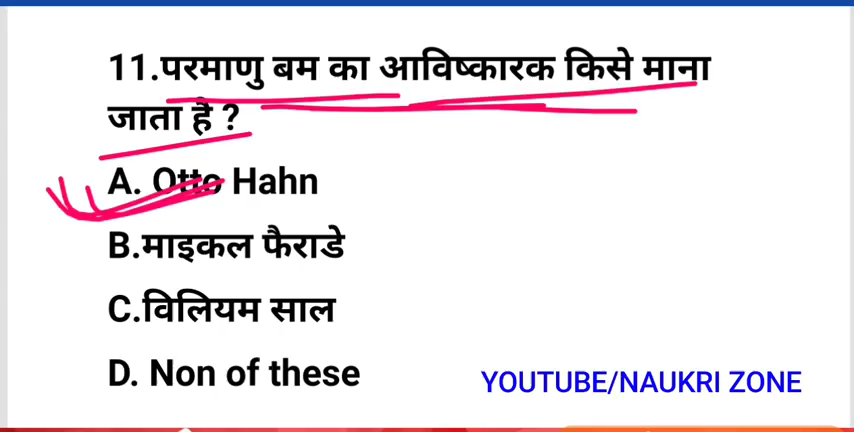 11.परमाणु बम का आविष्कारक किसे माना
जाता है ?
A. Otto Hahn
B.माइकल फैराडे
C.विलियम साल
D. Non of these
YOUTUBE/NAUKRI ZONE